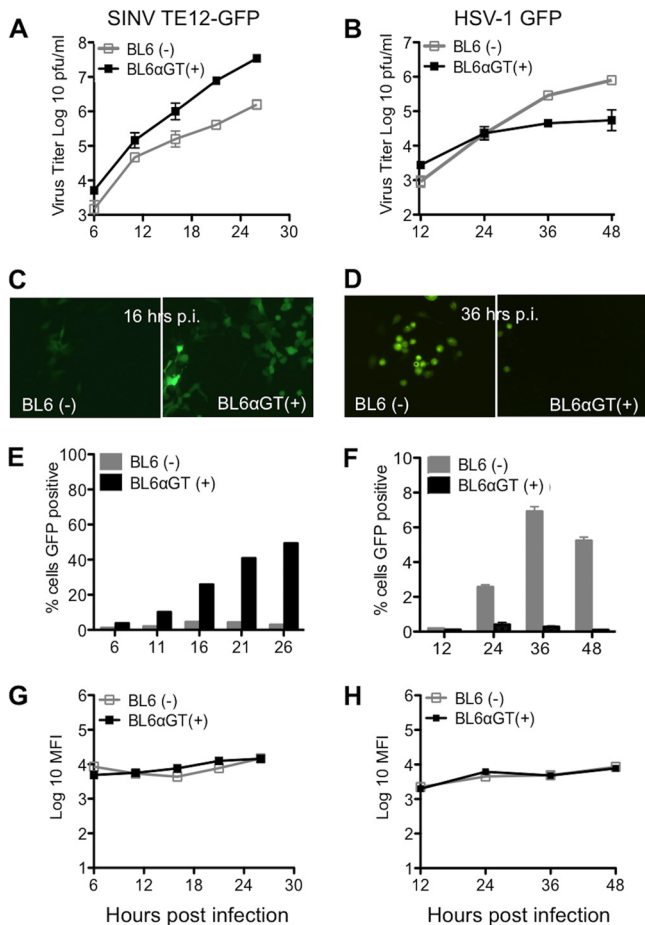 SINV TE12-GFP
HSV-1 GFP
A
Virus Titer Log 10 pfu/ml
8
7
6
5
4
3
BL6 (-)
BL6αGT(+)
6 12 18 24 30
B
Virus Titer Log 10 pfu/ml
7
6
5
4
3
2
BL6 (-)
BL6αGT(+)
12 24 36 48
C
16 hrs p.i.
BL6 (-)
BL6αGT(+)
D
36 hrs p.i.
BL6 (-)
BL6αGT(+)
E
% cells GFP positive
100
80
60
40
20
0
BL6 (-)
BL6αGT (+)
6 11 16 21 26
F
% cells GFP positive
10
8
6
4
2
0
BL6 (-)
BL6αGT (+)
12 24 36 48
G
Log 10 MFI
6
5
4
3
2
1
BL6 (-)
BL6αGT(+)
6 12 18 24 30
Hours post infection
H
Log 10 MFI
6
5
4
3
2
1
BL6 (-)
BL6αGT(+)
12 24 36 48
Hours post infection